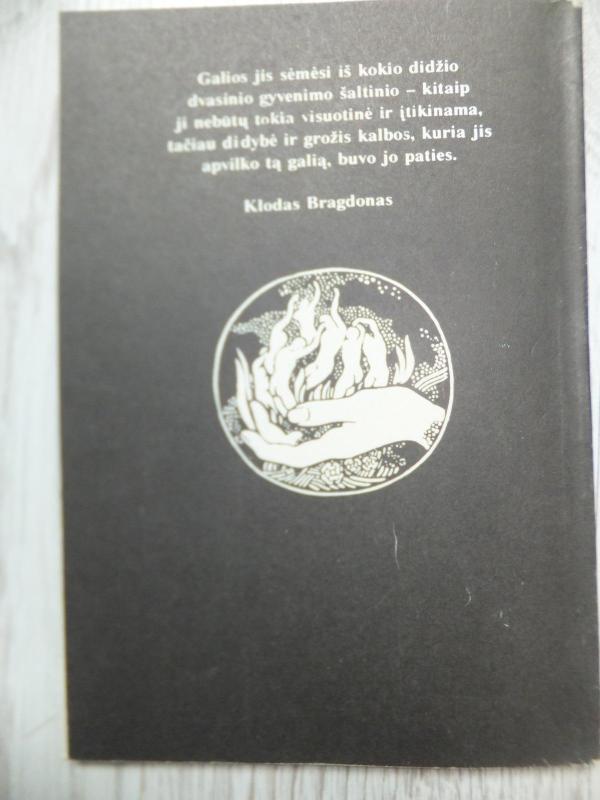 Galios jis sėmėsi iš kokio didžio
dvasinio gyvenimo šaltinio – kitaip
ji nebūtų tokia visuotinė ir įtikinama,
tačiau didybė ir grožis kalbos, kuria jis
apvilko tą galią, buvo jo paties.
Klodas Bragdonas